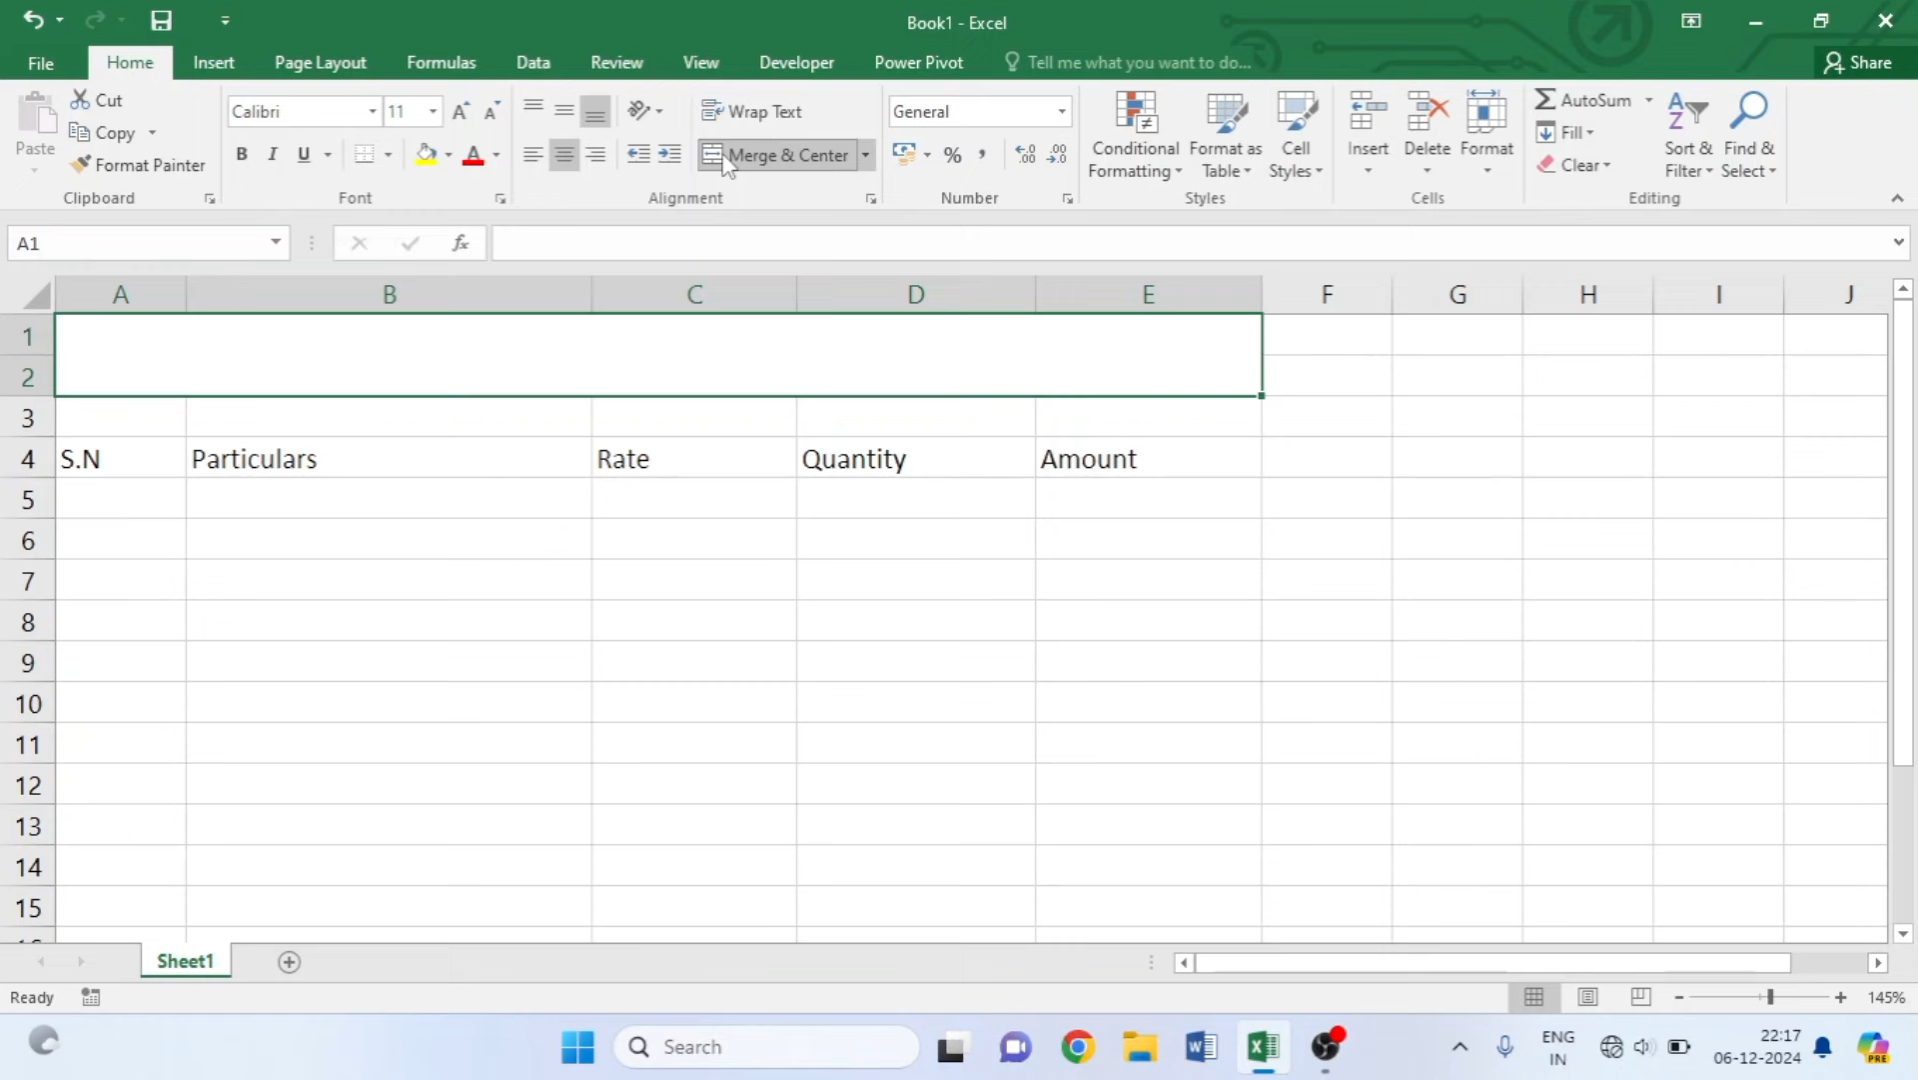 Book1 - Excel
File Home Insert Page Layout Formulas Data Review View Developer Power Pivot Tell me what you want to do... Share
Paste Cut
Copy
Format Painter
Clipboard
Calibri 11
B I U A
Font
Wrap Text
Merge & Center
Alignment
General
%
Number
Conditional Formatting
Format as Table
Cell Styles
Styles
Insert Delete Format
Cells
AutoSum
Fill
Clear
Sort & Filter
Find & Select
Editing
A1 fx
A B C D E F G H I J
1
2
3
4 S.N Particulars Rate Quantity Amount
5
6
7
8
9
10
11
12
13
14
15
Sheet1
Ready 145%
Search
ENG
IN
22:17
06-12-2024
PRE